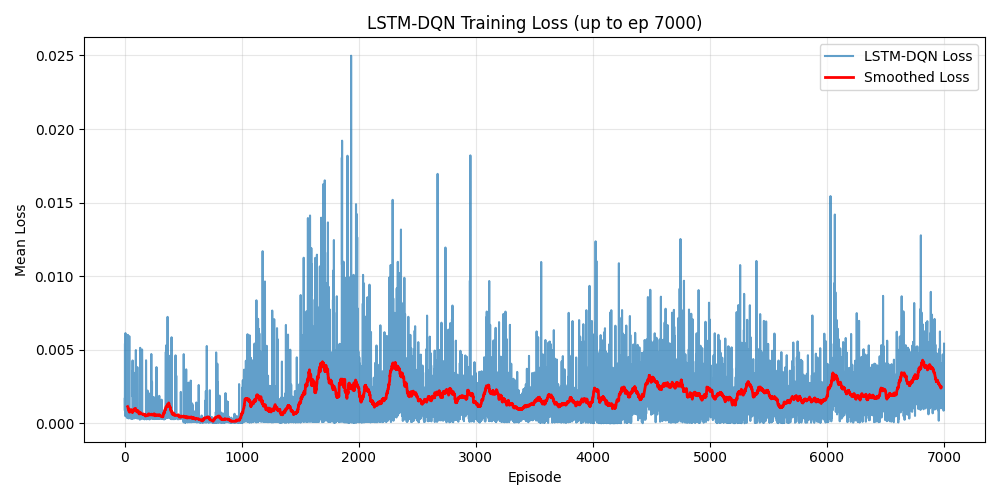 LSTM-DQN Training Loss (up to ep 7000)
LSTM-DQN Loss
Smoothed Loss
Mean Loss
0.025
0.020
0.015
0.010
0.005
0.000
0
1000
2000
3000
4000
5000
6000
7000
Episode